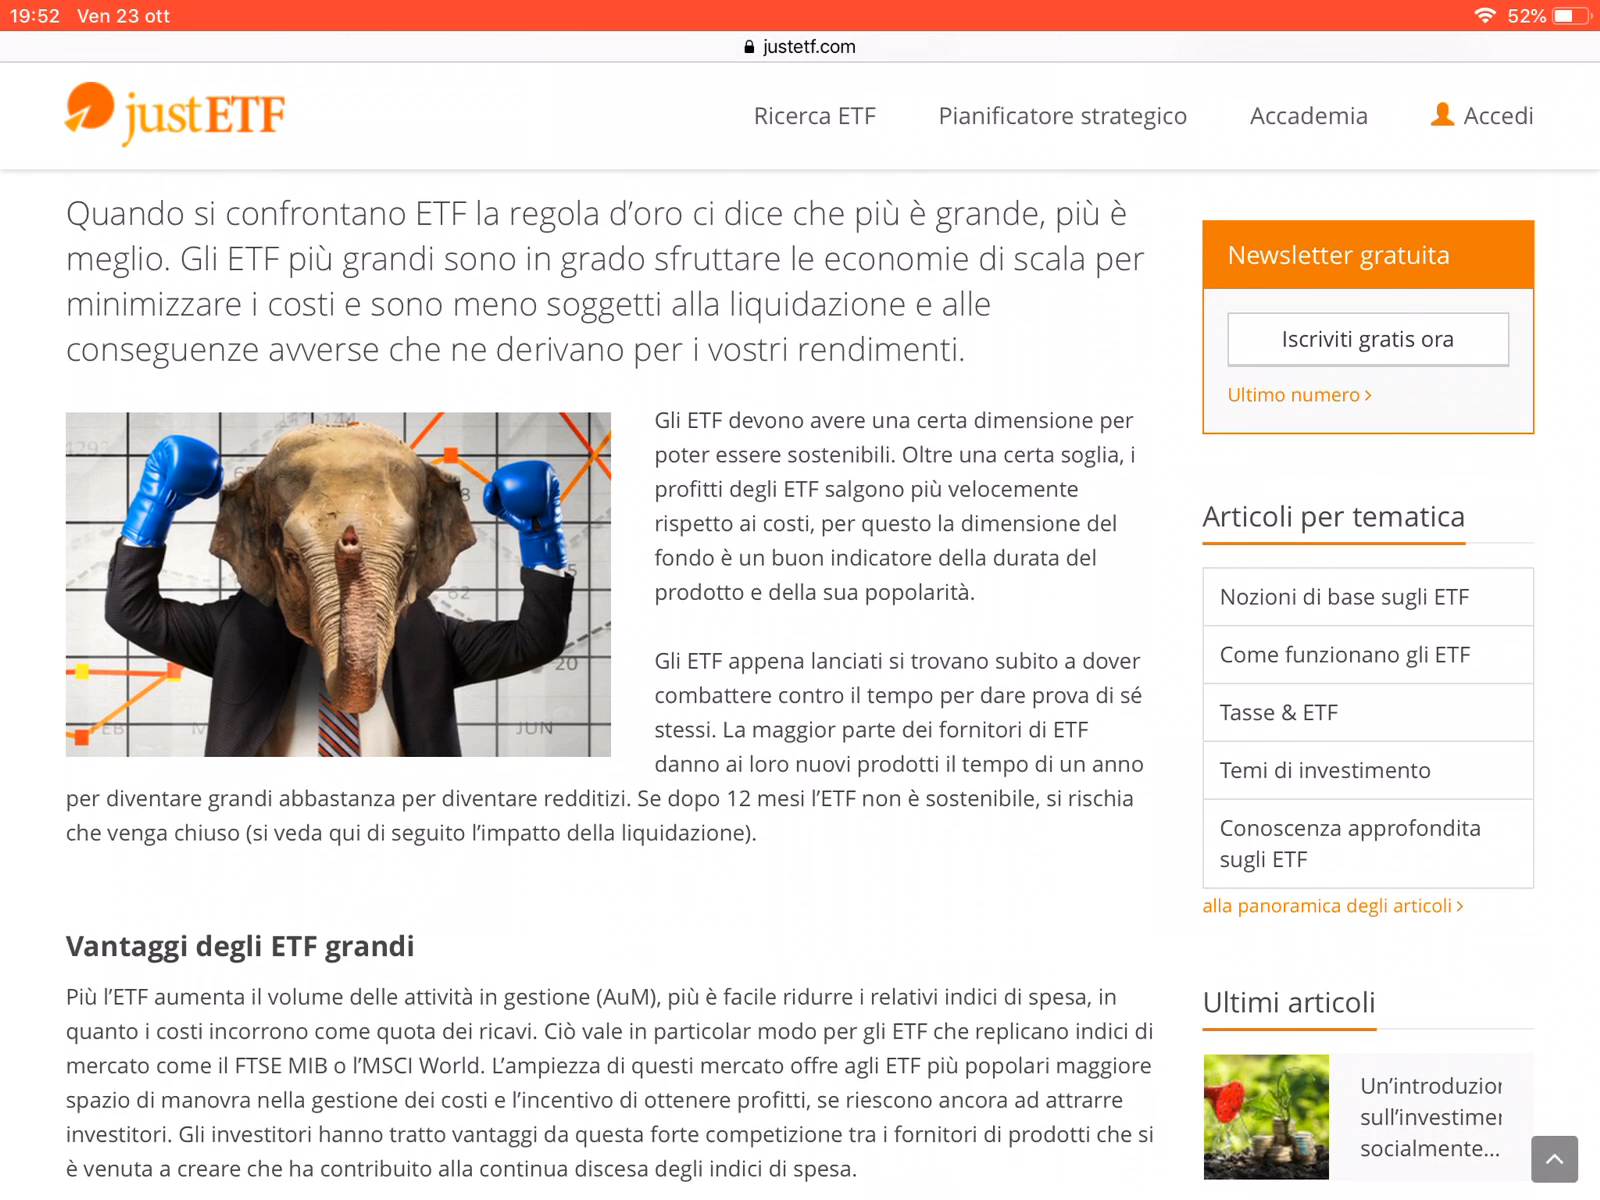 19:52 Ven 23 ott
52%
justetf.com
justETF
Ricerca ETF
Pianificatore strategico
Accademia
Accedi
Quando si confrontano ETF la regola d’oro ci dice che più è grande, più è
meglio. Gli ETF più grandi sono in grado sfruttare le economie di scala per
minimizzare i costi e sono meno soggetti alla liquidazione e alle
conseguenze avverse che ne derivano per i vostri rendimenti.
62
20
JUN
Gli ETF devono avere una certa dimensione per
poter essere sostenibili. Oltre una certa soglia, i
profitti degli ETF salgono più velocemente
rispetto ai costi, per questo la dimensione del
fondo è un buon indicatore della durata del
prodotto e della sua popolarità.
Gli ETF appena lanciati si trovano subito a dover
combattere contro il tempo per dare prova di sé
stessi. La maggior parte dei fornitori di ETF
danno ai loro nuovi prodotti il tempo di un anno
per diventare grandi abbastanza per diventare redditizi. Se dopo 12 mesi l’ETF non è sostenibile, si rischia
che venga chiuso (si veda qui di seguito l’impatto della liquidazione).
Vantaggi degli ETF grandi
Più l’ETF aumenta il volume delle attività in gestione (AuM), più è facile ridurre i relativi indici di spesa, in
quanto i costi incorrono come quota dei ricavi. Ciò vale in particolar modo per gli ETF che replicano indici di
mercato come il FTSE MIB o l’MSCI World. L’ampiezza di questi mercato offre agli ETF più popolari maggiore
spazio di manovra nella gestione dei costi e l’incentivo di ottenere profitti, se riescono ancora ad attrarre
investitori. Gli investitori hanno tratto vantaggi da questa forte competizione tra i fornitori di prodotti che si
è venuta a creare che ha contribuito alla continua discesa degli indici di spesa.
Newsletter gratuita
Iscriviti gratis ora
Ultimo numero
Articoli per tematica
Nozioni di base sugli ETF
Come funzionano gli ETF
Tasse & ETF
Temi di investimento
Conoscenza approfondita
sugli ETF
alla panoramica degli articoli
Ultimi articoli
Un’introduzior
sull’investimer
socialmente...